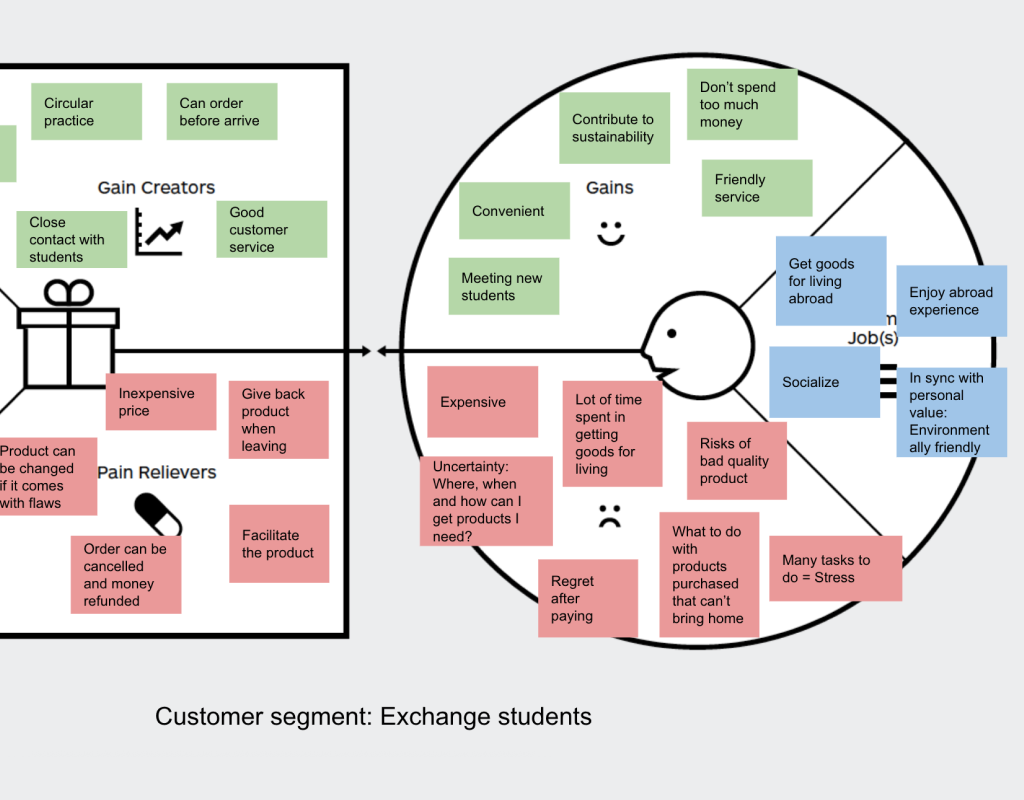 Circular
practice
Can order
before arrive
Gain Creators
Close
contact with
students
Good
customer
service
Inexpensive
price
Give back
product
when
leaving
Product can
be changed
if it comes
with flaws
Pain Relievers
Order can be
cancelled
and money
refunded
Facilitate
the product
Don't spend
too much
money
Contribute to
sustainability
Gains
Friendly
service
Convenient
Meeting new
students
Get goods
for living
abroad
Enjoy abroad
experience
Job(s)
Socialize
In sync with
personal
value:
Environment
ally friendly
Expensive
Lot of time
spent in
getting
goods for
living
Risks of
bad quality
product
Uncertainty:
Where, when
and how can I
get products I
need?
What to do
with
products
purchased
that can't
bring home
Many tasks to
do = Stress
Regret
after
paying
Customer segment: Exchange students